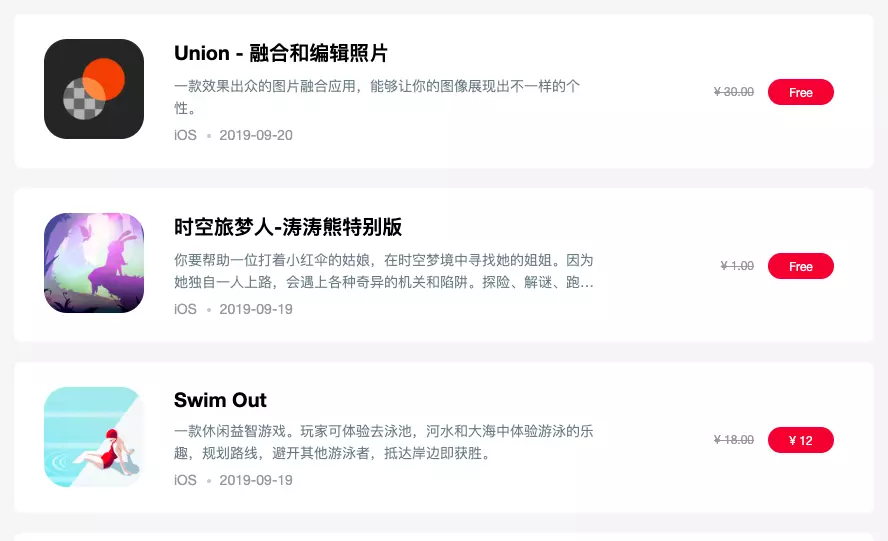 Union - 融合和编辑照片
一款效果出众的图片融合应用，能够让你的图像展现出不一样的个
性。
¥ 30.00 Free
iOS 2019-09-20
时空旅梦人-涛涛熊特别版
你要帮助一位打着小红伞的姑娘，在时空梦境中寻找她的姐姐。因为
她独自一人上路，会遇上各种奇异的机关和陷阱。探险、解谜、跑...
¥ 1.00 Free
iOS 2019-09-19
Swim Out
一款休闲益智游戏。玩家可体验去泳池，河水和大海中体验游泳的乐
趣，规划路线，避开其他游泳者，抵达岸边即获胜。
¥ 18.00 ¥ 12
iOS 2019-09-19